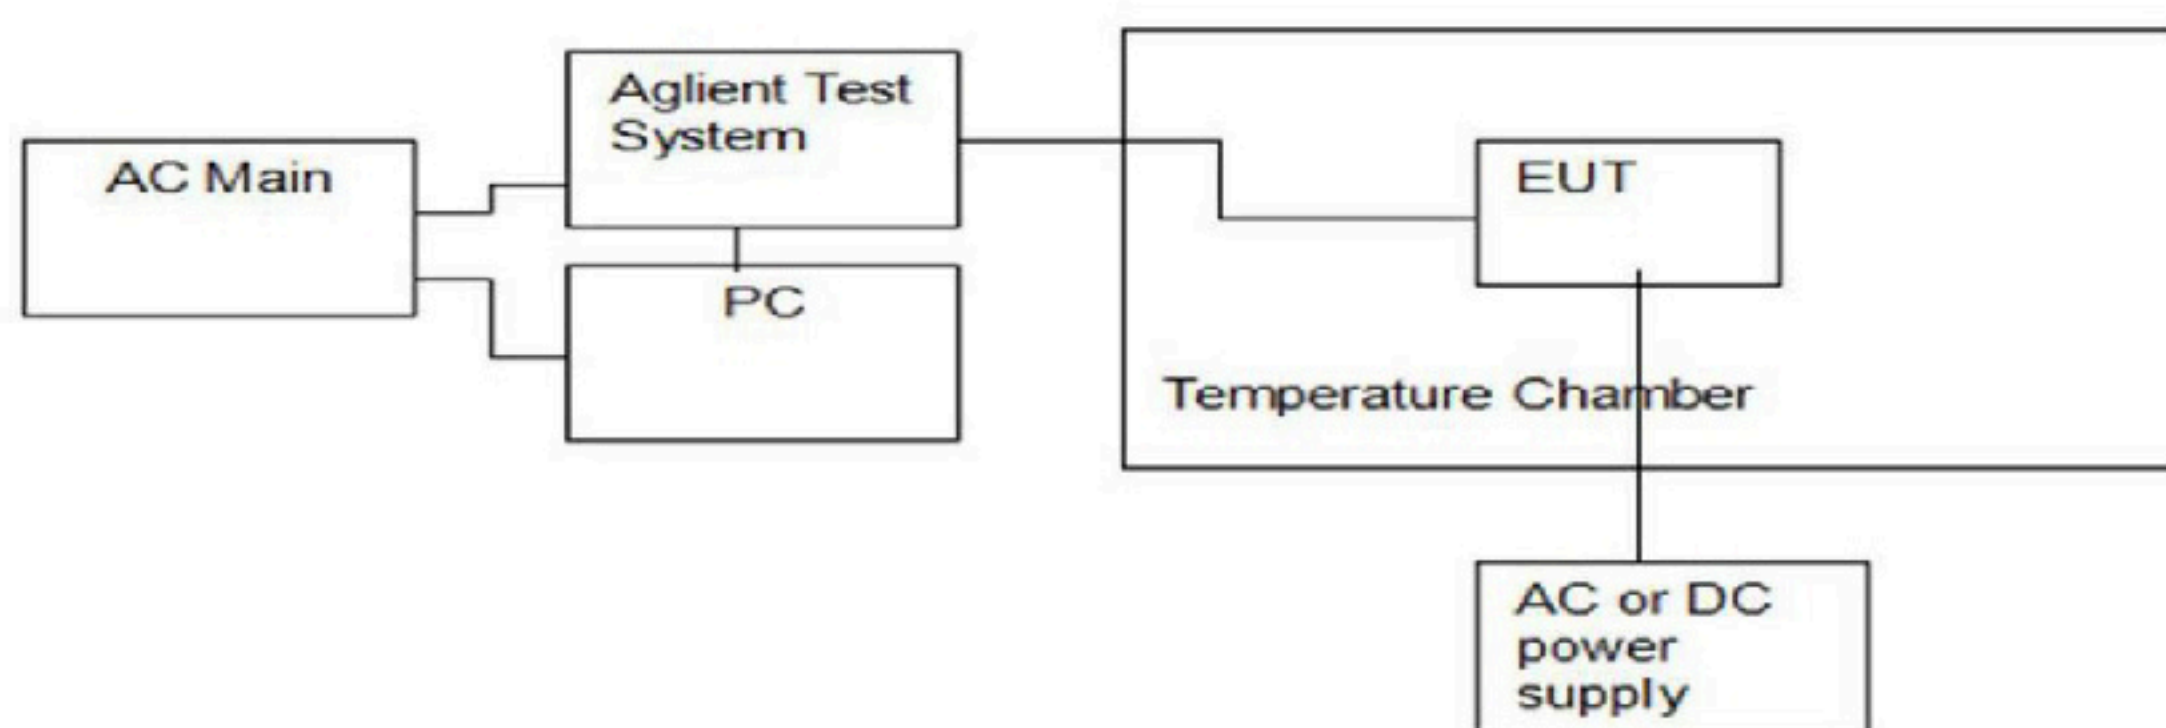 AC Main
Aglient Test
System
PC
EUT
Temperature Chamber
AC or DC
power
supply